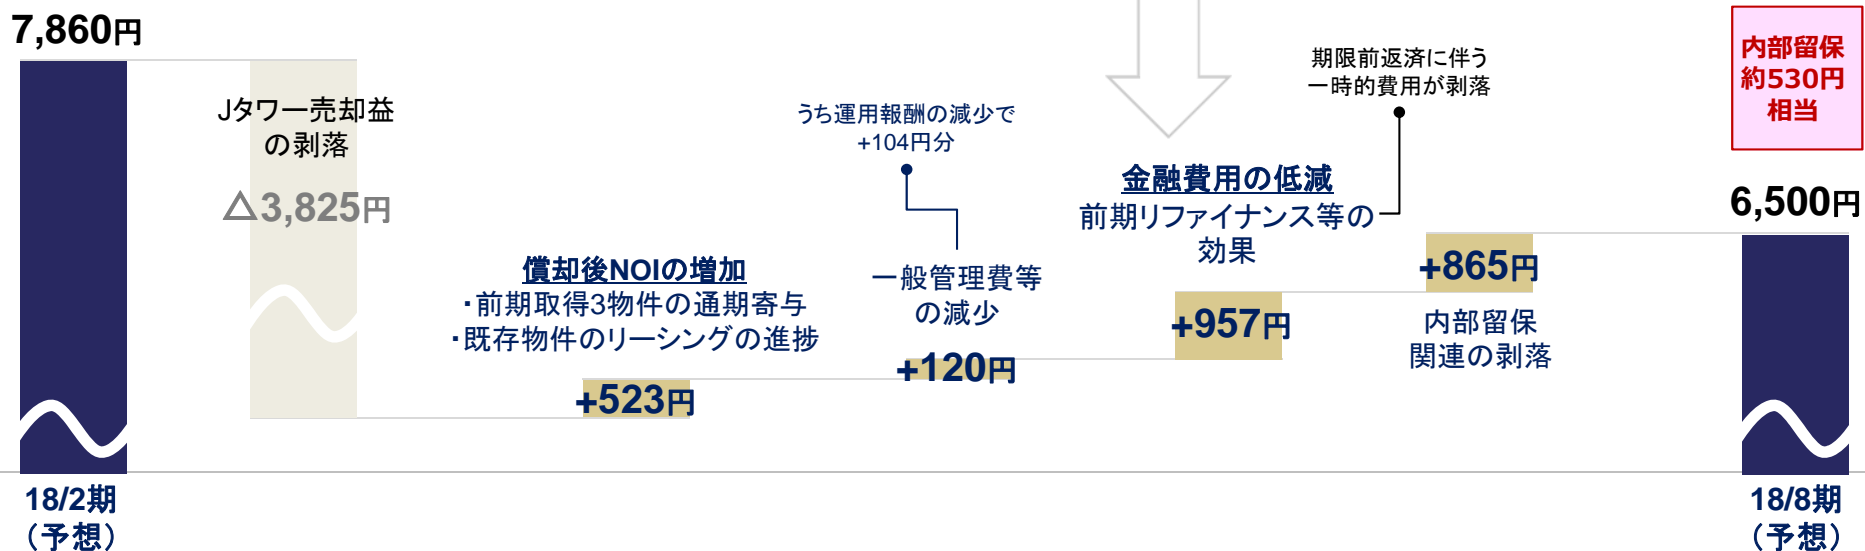 7,860円
Jタワー売却益
の剥落
△3,825円
償却後NOIの増加
・前期取得3物件の通期寄与
・既存物件のリーシングの進捗
+523円
うち運用報酬の減少で
+104円分
一般管理費等
の減少
+120円
期限前返済に伴う
一時的費用が剥落
金融費用の低減
前期リファイナンス等の
効果
+957円
+865円
内部留保
関連の剥落
内部留保
約530円
相当
6,500円
18/2期
（予想）
18/8期
（予想）